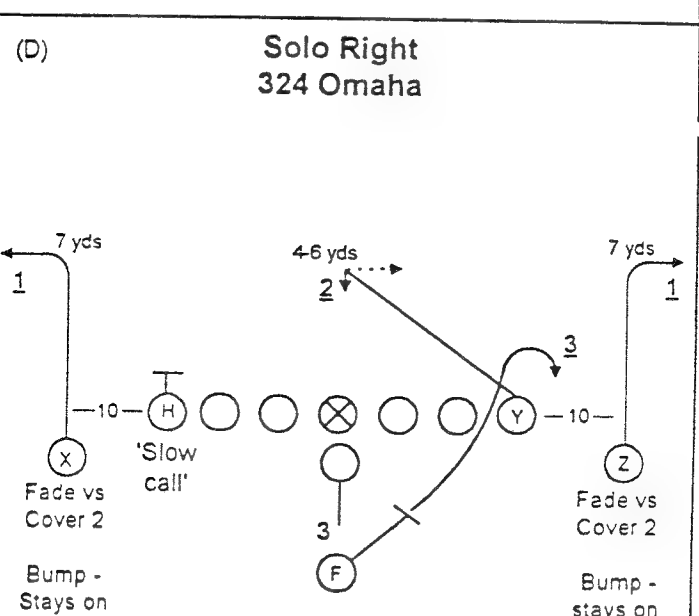 (D)
Solo Right
324 Omaha
7 yds
1
4-6 yds
2
7 yds
1
3
10
H
Y
10
X
'Slow
call'
Z
3
F
Fade vs
Cover 2
Bump -
Stays on
Fade vs
Cover 2
Bump -
stays on